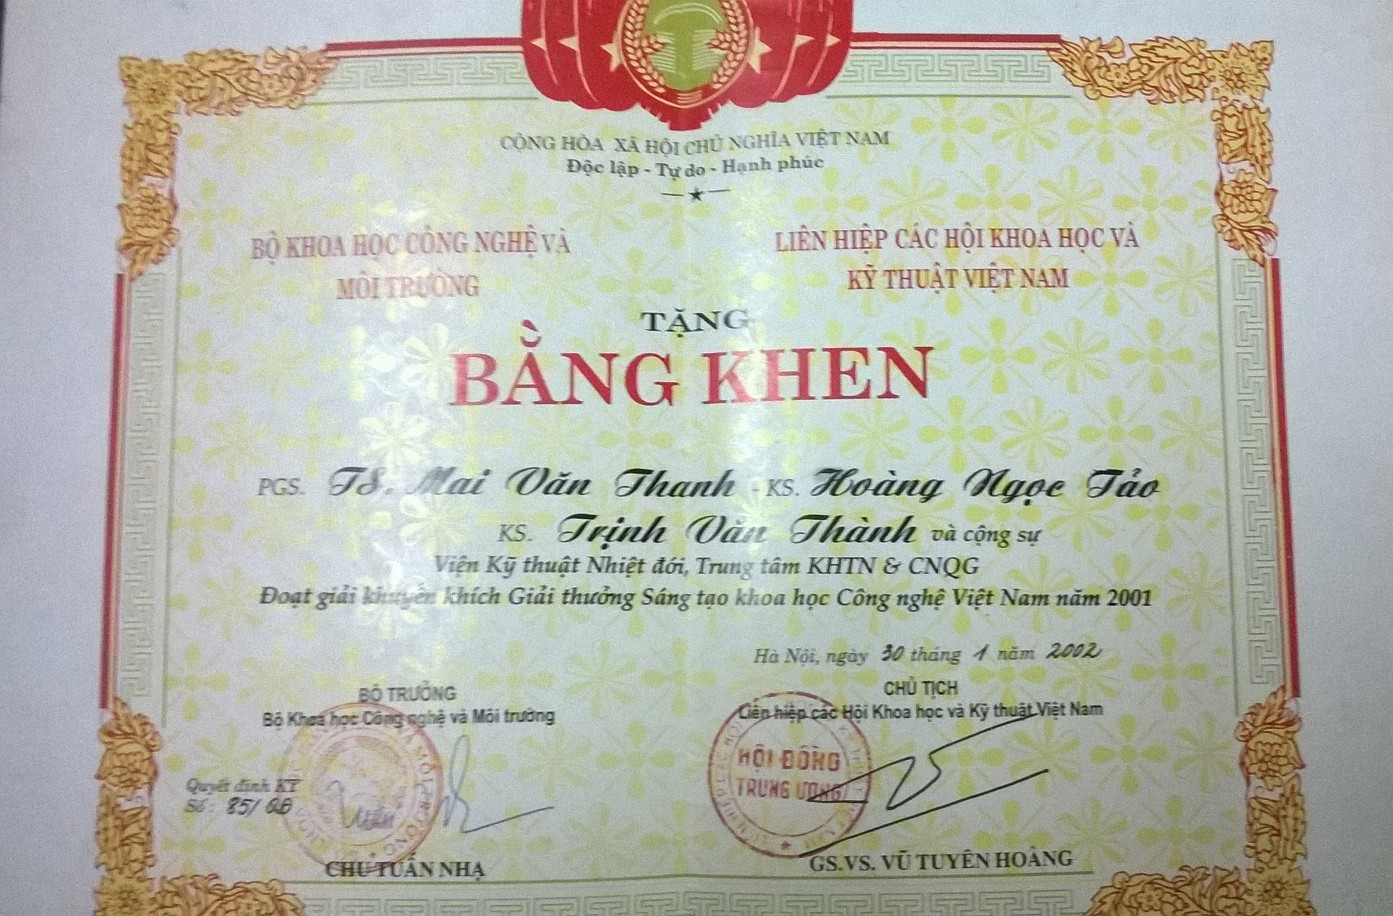 CỘNG HÒA XÃ HỘI CHỦ NGHĨA VIỆT NAM
Độc lập - Tự do - Hạnh phúc
BỘ KHOA HỌC CÔNG NGHỆ VÀ
MÔI TRƯỜNG
LIÊN HIỆP CÁC HỘI KHOA HỌC VÀ
KỸ THUẬT VIỆT NAM
TẶNG
BẰNG KHEN
PGS. TS. Mai Văn Thanh - KS. Hoàng Ngọc Tảo
KS. Trịnh Văn Thành và cộng sự
Viện Kỹ thuật Nhiệt đới, Trung tâm KHTN & CNQG
Đoạt giải khuyến khích Giải thưởng Sáng tạo khoa học Công nghệ Việt Nam năm 2001
Hà Nội, ngày 30 tháng 1 năm 2002
BỘ TRƯỞNG
Bộ Khoa học Công nghệ và Môi trường
CHỦ TỊCH
Liên hiệp các Hội Khoa học và Kỹ thuật Việt Nam
HỘI ĐỒNG
TRUNG ƯƠNG
Quyết định KT
Số: 85/
CHU TUẤN NHẠ
GS.VS. VŨ TUYÊN HOÀNG